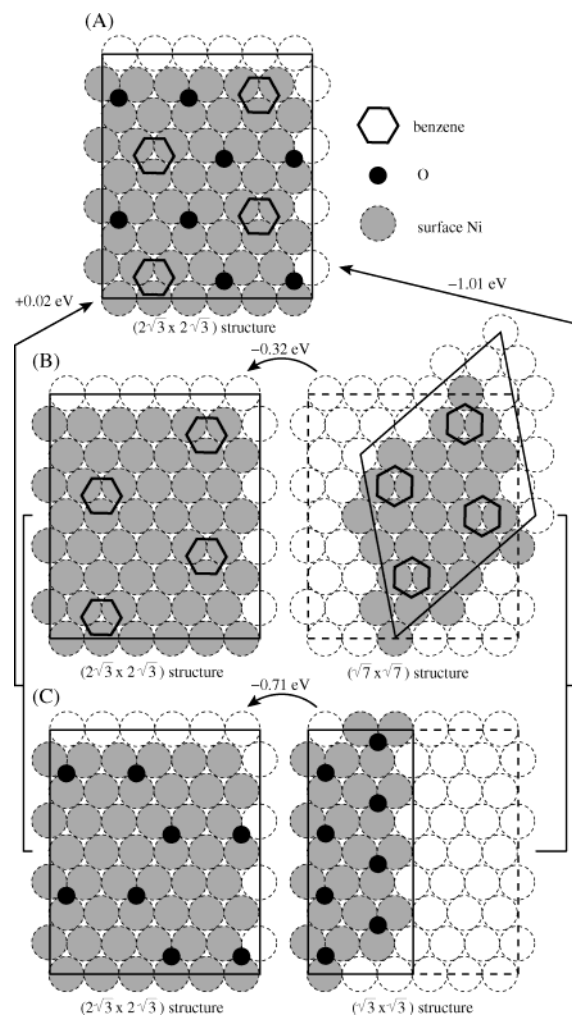 (A)
benzene
O
surface Ni
−1.01 eV
+0.02 eV
(2√3 x 2√3) structure
(B)
−0.32 eV
(2√3 x 2√3) structure
(√7 x √7) structure
(C)
−0.71 eV
(2√3 x 2√3) structure
(√3 x √3) structure